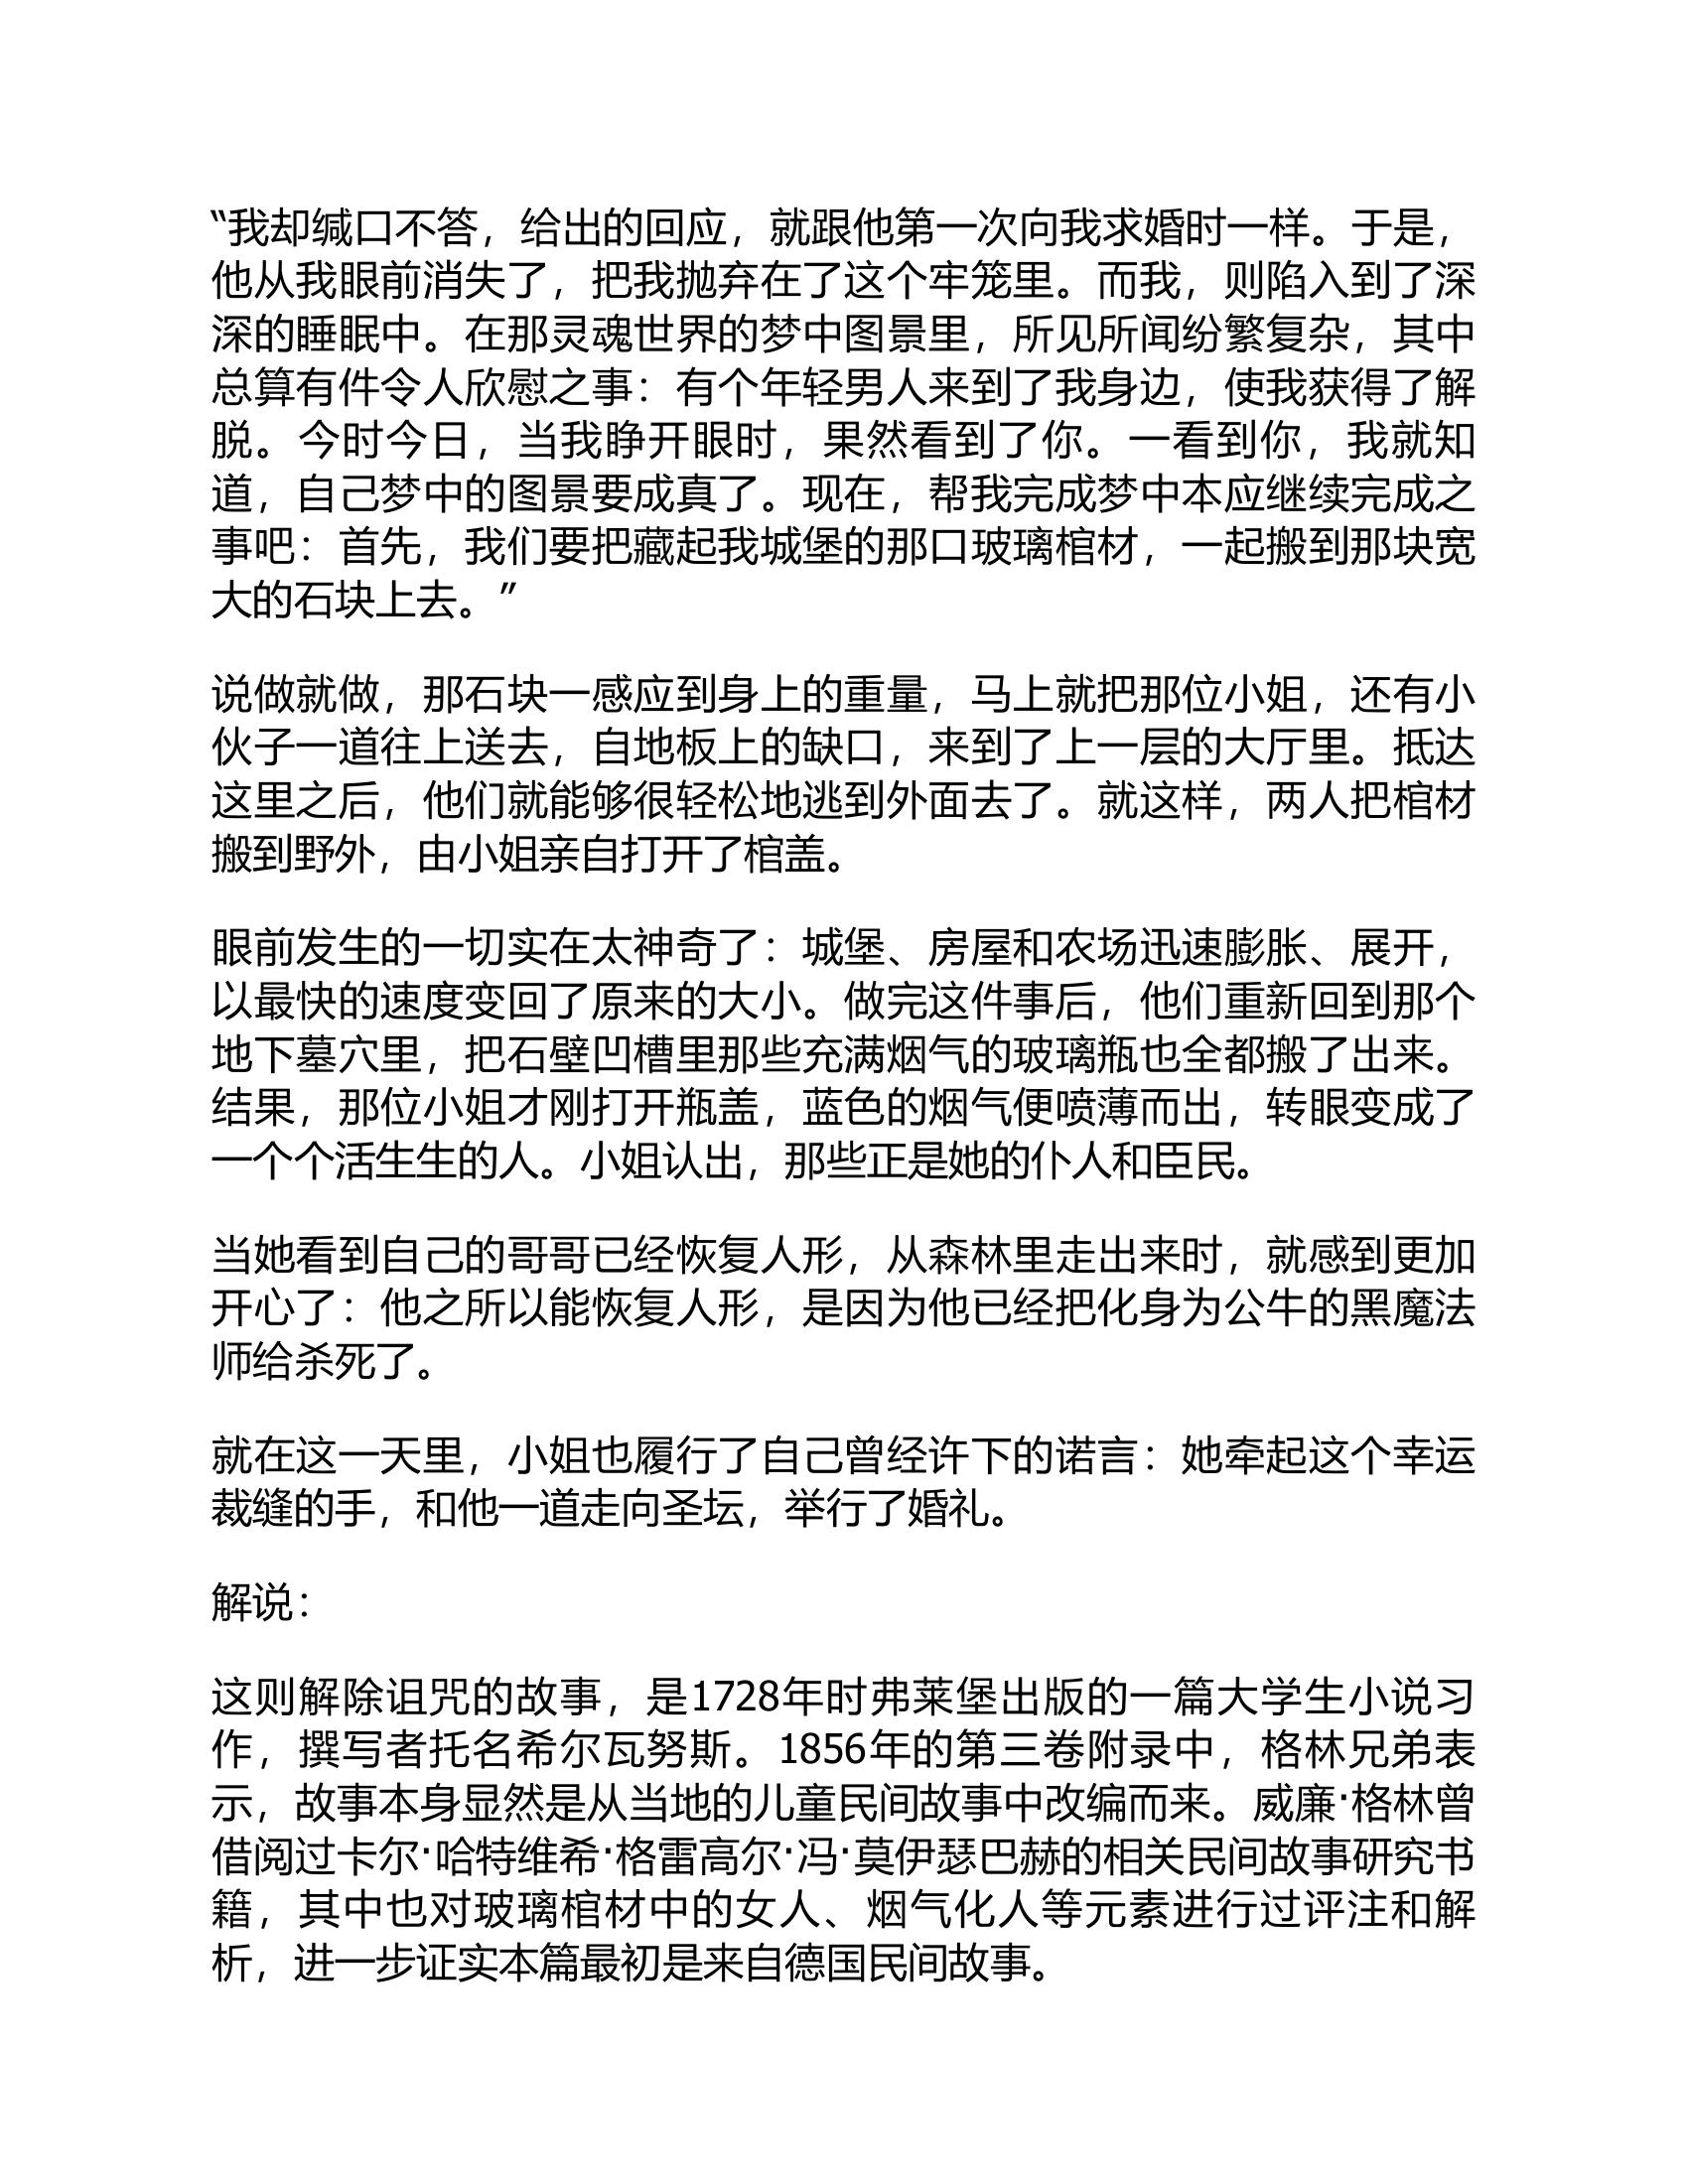 “我却缄口不答，给出的回应，就跟他第一次向我求婚时一样。于是，
他从我眼前消失了，把我抛弃在了这个牢笼里。而我，则陷入到了深
深的睡眠中。在那灵魂世界的梦中图景里，所见所闻纷繁复杂，其中
总算有件令人欣慰之事：有个年轻男人来到了我身边，使我获得了解
脱。今时今日，当我睁开眼时，果然看到了你。一看到你，我就知
道，自己梦中的图景要成真了。现在，帮我完成梦中本应继续完成之
事吧：首先，我们要把藏起我城堡的那口玻璃棺材，一起搬到那块宽
大的石块上去。”
说做就做，那石块一感应到身上的重量，马上就把那位小姐，还有小
伙子一道往上送去，自地板上的缺口，来到了上一层的大厅里。抵达
这里之后，他们就能够很轻松地逃到外面去了。就这样，两人把棺材
搬到野外，由小姐亲自打开了棺盖。
眼前发生的一切实在太神奇了：城堡、房屋和农场迅速膨胀、展开，
以最快的速度变回了原来的大小。做完这件事后，他们重新回到那个
地下墓穴里，把石壁凹槽里那些充满烟气的玻璃瓶也全都搬了出来。
结果，那位小姐才刚打开瓶盖，蓝色的烟气便喷薄而出，转眼变成了
一个个活生生的人。小姐认出，那些正是她的仆人和臣民。
当她看到自己的哥哥已经恢复人形，从森林里走出来时，就感到更加
开心了：他之所以能恢复人形，是因为他已经把化身为公牛的黑魔法
师给杀死了。
就在这一天里，小姐也履行了自己曾经许下的诺言：她牵起这个幸运
裁缝的手，和他一道走向圣坛，举行了婚礼。
解说：
这则解除诅咒的故事，是1728年时弗莱堡出版的一篇大学生小说习
作，撰写者托名希尔瓦努斯。1856年的第三卷附录中，格林兄弟表
示，故事本身显然是从当地的儿童民间故事中改编而来。威廉·格林曾
借阅过卡尔·哈特维希·格雷高尔·冯·莫伊瑟巴赫的相关民间故事研究书
籍，其中也对玻璃棺材中的女人、烟气化人等元素进行过评注和解
析，进一步证实本篇最初是来自德国民间故事。